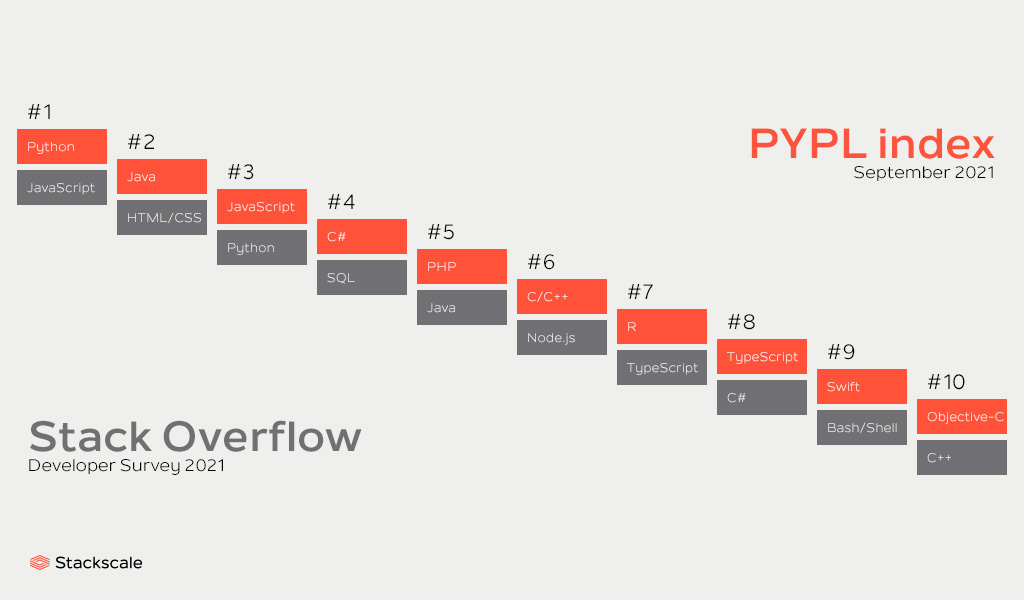 #1
Python
JavaScript
#2
Java
HTML/CSS
#3
JavaScript
Python
#4
C#
SQL
#5
PHP
Java
#6
C/C++
Node.js
#7
R
TypeScript
#8
TypeScript
C#
#9
Swift
Bash/Shell
#10
Objective-C
C++
PYPL index
September 2021
Stack Overflow
Developer Survey 2021
Stackscale